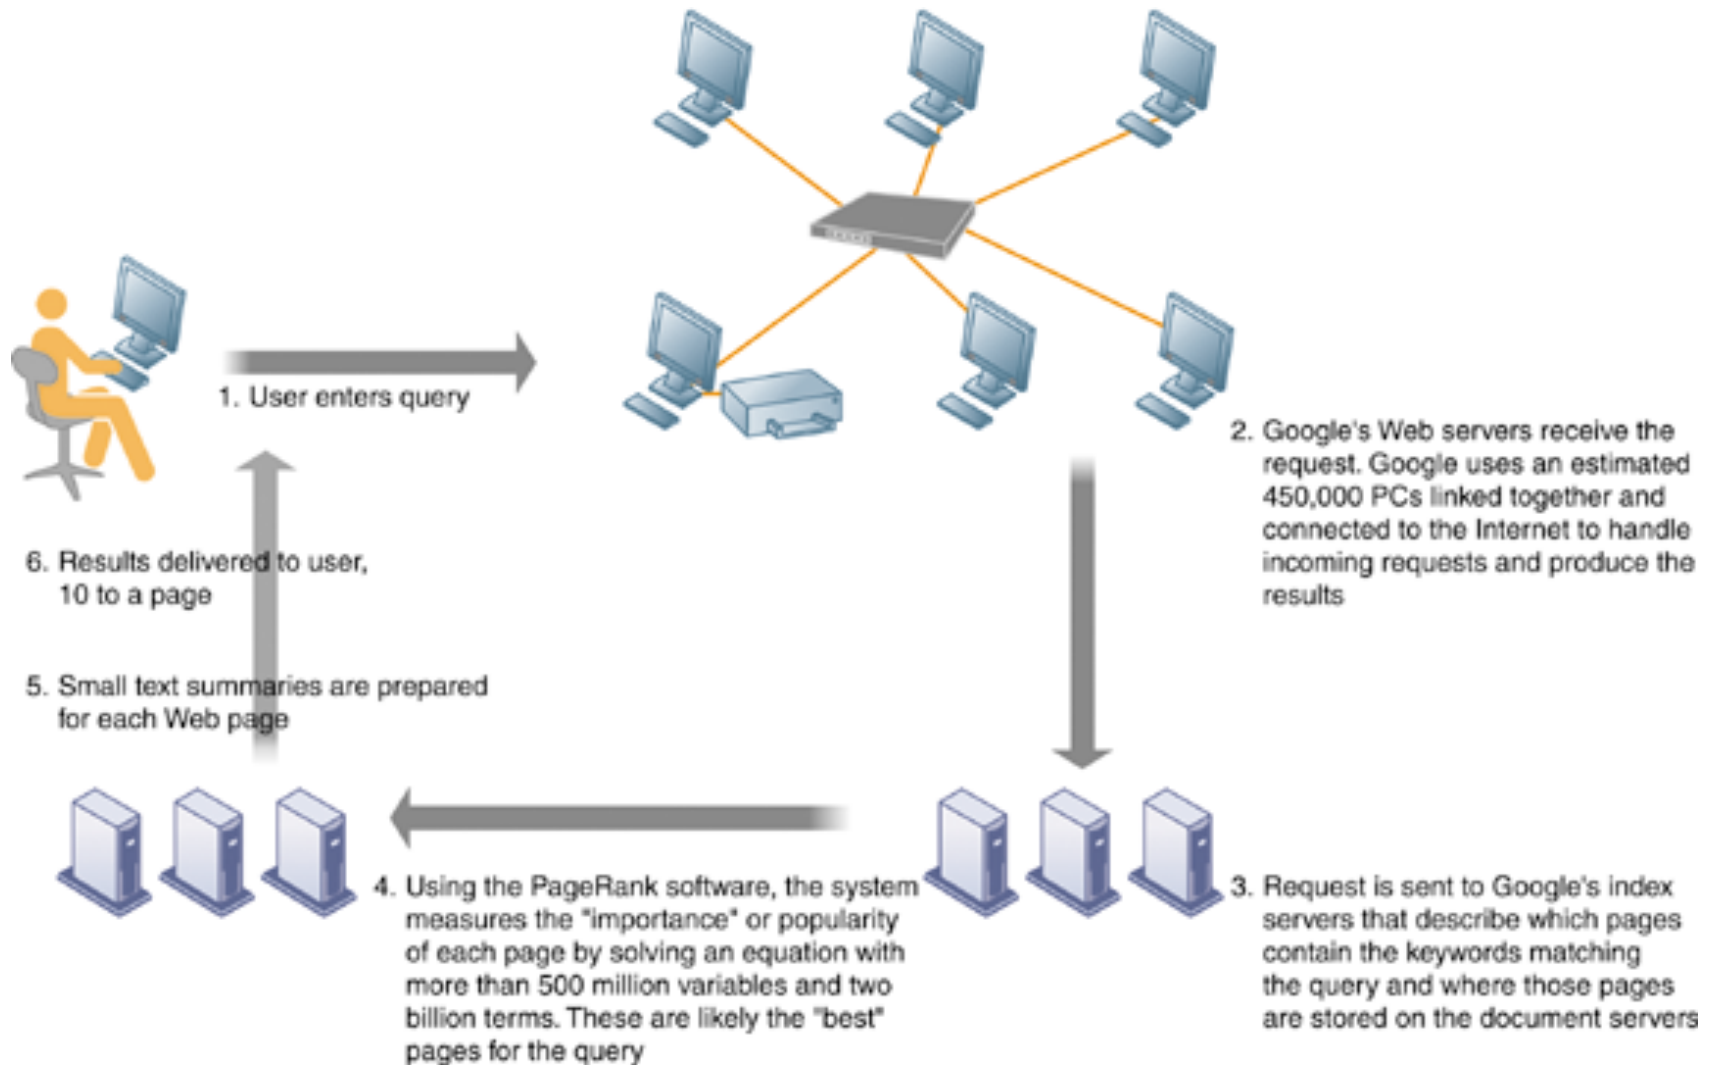 1. User enters query
2. Google's Web servers receive the
request. Google uses an estimated
450,000 PCs linked together and
connected to the Internet to handle
incoming requests and produce the
results
3. Request is sent to Google's index
servers that describe which pages
contain the keywords matching
the query and where those pages
are stored on the document servers
4. Using the PageRank software, the system
measures the "importance" or popularity
of each page by solving an equation with
more than 500 million variables and two
billion terms. These are likely the "best"
pages for the query
5. Small text summaries are prepared
for each Web page
6. Results delivered to user,
10 to a page